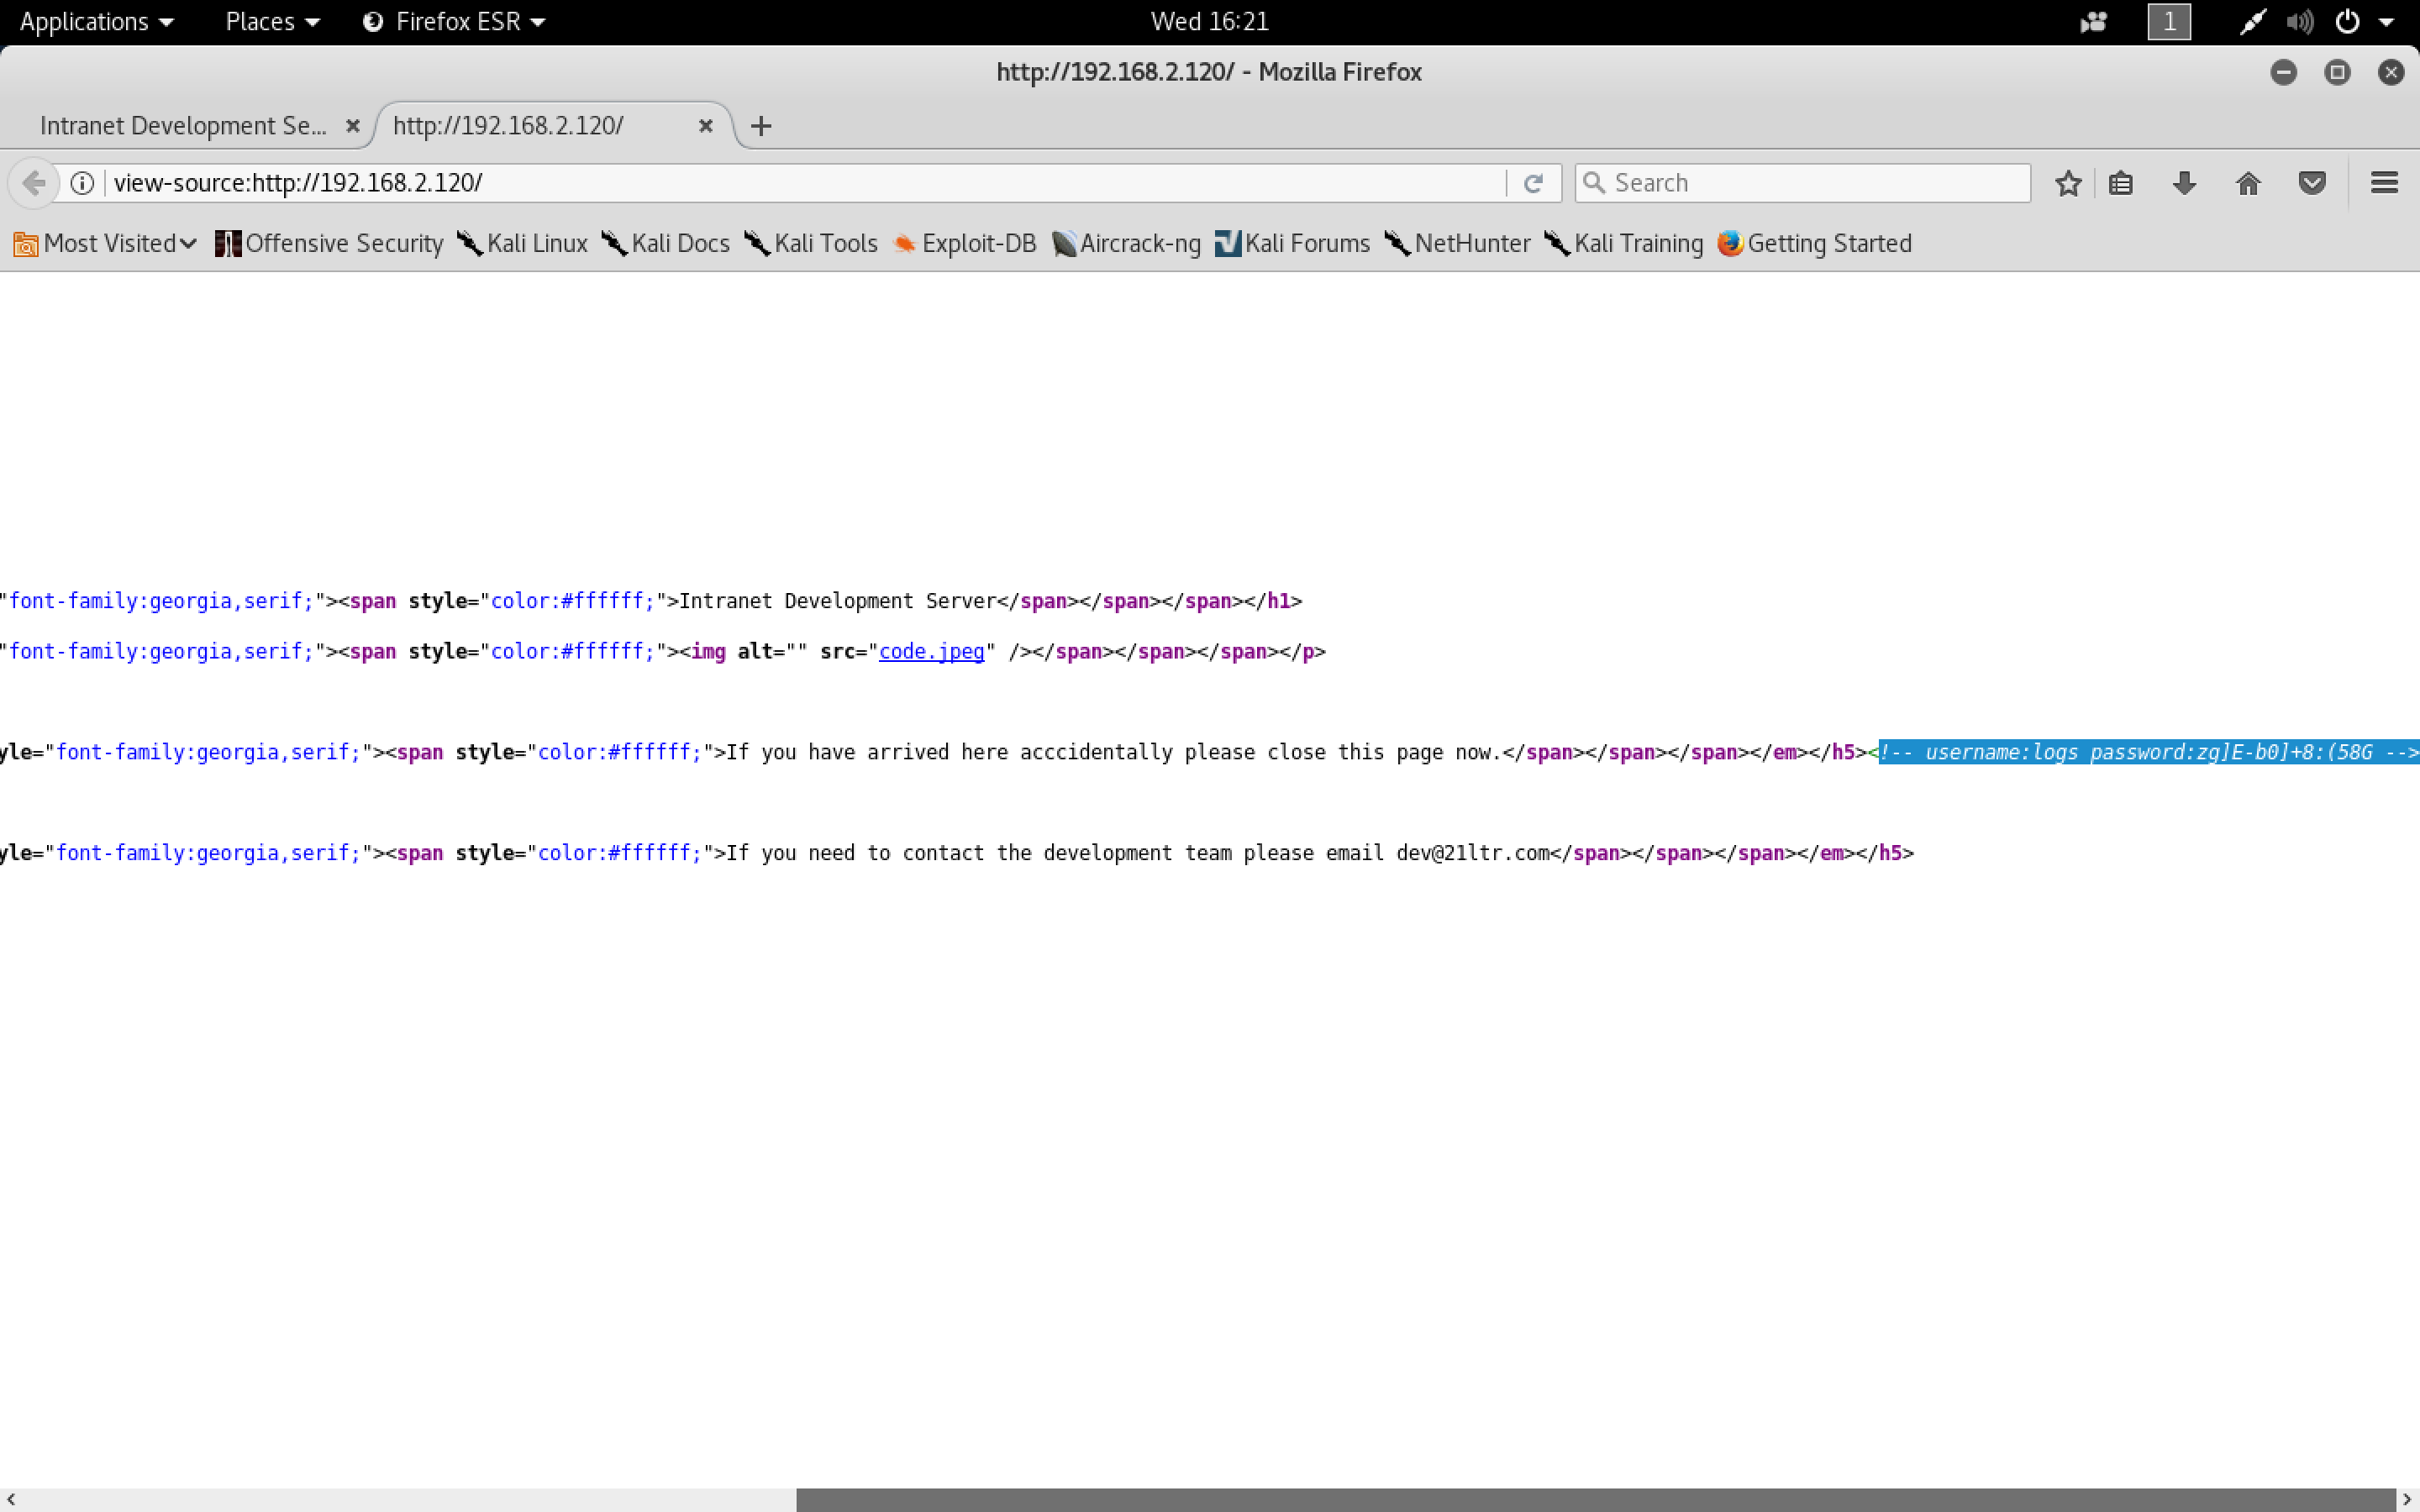 Applications Places Firefox ESR Wed 16:21 1
http://192.168.2.120/ - Mozilla Firefox
Intranet Development Se... http://192.168.2.120/
view-source:http://192.168.2.120/ Search
Most Visited Offensive Security Kali Linux Kali Docs Kali Tools Exploit-DB Aircrack-ng Kali Forums NetHunter Kali Training Getting Started
"font-family:georgia,serif;"><span style="color:#ffffff;">Intranet Development Server</span></span></span></h1>
"font-family:georgia,serif;"><span style="color:#ffffff;"><img alt="" src="code.jpeg" /></span></span></span></p>
yle="font-family:georgia,serif;"><span style="color:#ffffff;">If you have arrived here acccidentally please close this page now.</span></span></span></em></h5><!-- username:logs password:zg]E-b0]+8:(58G -->
yle="font-family:georgia,serif;"><span style="color:#ffffff;">If you need to contact the development team please email dev@21ltr.com</span></span></span></em></h5>